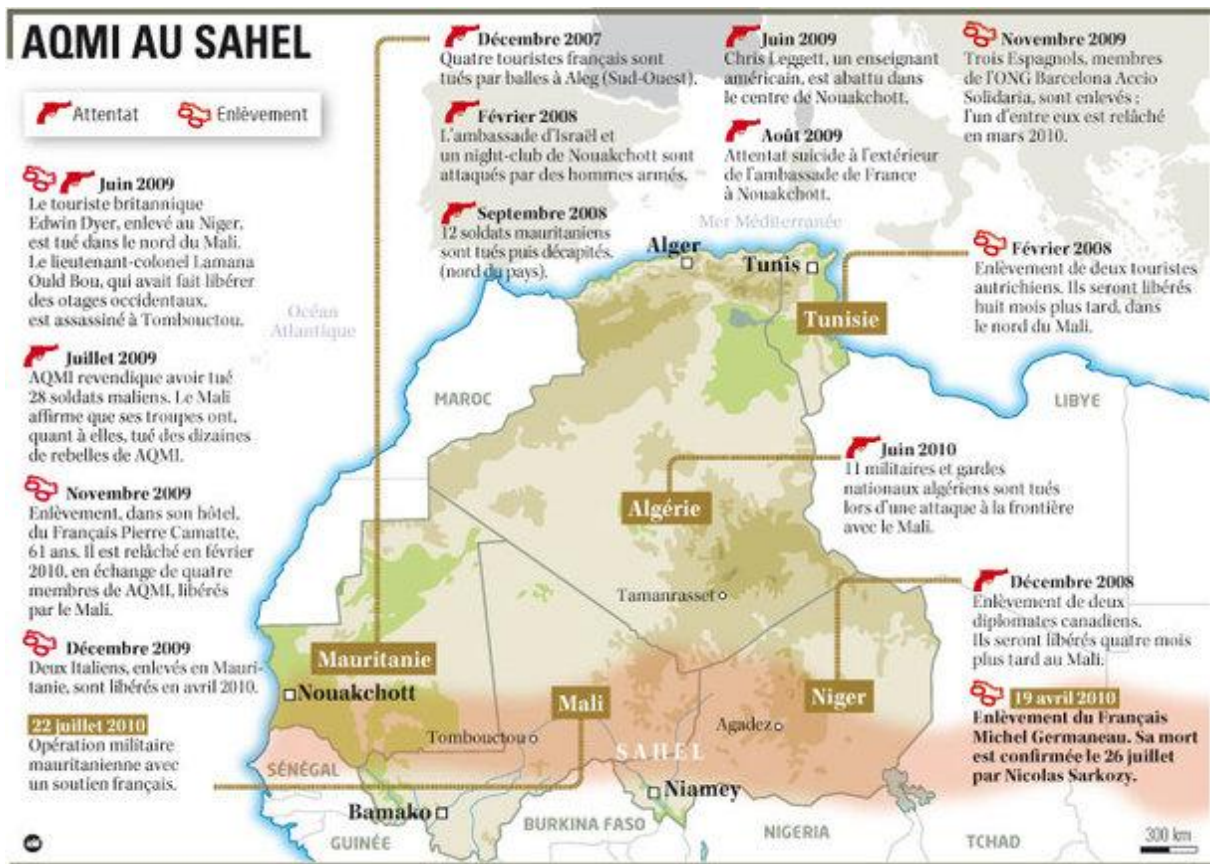 AQMI AU SAHEL
Attentat
Enlèvement
Juin 2009
Le touriste britannique
Edwin Dyer, enlevé au Niger,
est tué dans le nord du Mali.
Le lieutenant-colonel Lamana
Ould Bou, qui avait fait libérer
des otages occidentaux,
est assassiné à Tombouctou.
Juillet 2009
AQMI revendique avoir tué
28 soldats maliens. Le Mali
affirme que ses troupes ont,
quant à elles, tué des dizaines
de rebelles de AQMI.
Novembre 2009
Enlèvement, dans son hôtel,
du Français Pierre Camatte,
61 ans. Il est relâché en février
2010, en échange de quatre
membres de AQMI, libérés
par le Mali.
Décembre 2009
Deux Italiens, enlevés en Mauri-
tanie, sont libérés en avril 2010.
22 juillet 2010
Opération militaire
mauritanienne avec
un soutien français.
Décembre 2007
Quatre touristes français sont
tués par balles à Aleg (Sud-Ouest).
Février 2008
L'ambassade d'Israël et
un night-club de Nouakchott sont
attaqués par des hommes armés.
Septembre 2008
12 soldats mauritaniens
sont tués puis décapités.
(nord du pays).
Juin 2009
Chris Leggett, un enseignant
américain, est abattu dans
le centre de Nouakchott.
Août 2009
Attentat suicide à l'extérieur
de l'ambassade de France
à Nouakchott.
Novembre 2009
Trois Espagnols, membres
de l'ONG Barcelona Accio
Solidaria, sont enlevés ;
l'un d'entre eux est relâché
en mars 2010.
Février 2008
Enlèvement de deux touristes
autrichiens. Ils seront libérés
huit mois plus tard, dans
le nord du Mali.
Juin 2010
11 militaires et gardes
nationaux algériens sont tués
lors d'une attaque à la frontière
avec le Mali.
Décembre 2008
Enlèvement de deux
diplomates canadiens.
Ils seront libérés quatre mois
plus tard au Mali.
19 avril 2010
Enlèvement du Français
Michel Germaneau. Sa mort
est confirmée le 26 juillet
par Nicolas Sarkozy.
Mer Méditerranée
Océan
Atlantique
Alger
Tunis
Tunisie
MAROC
LIBYE
Algérie
Tamanrasset
Mauritanie
Nouakchott
Mali
Niger
Tombouctou
Agadez
SAHEL
SÉNÉGAL
Bamako
Niamey
GUINÉE
BURKINA FASO
NIGERIA
TCHAD
300 km